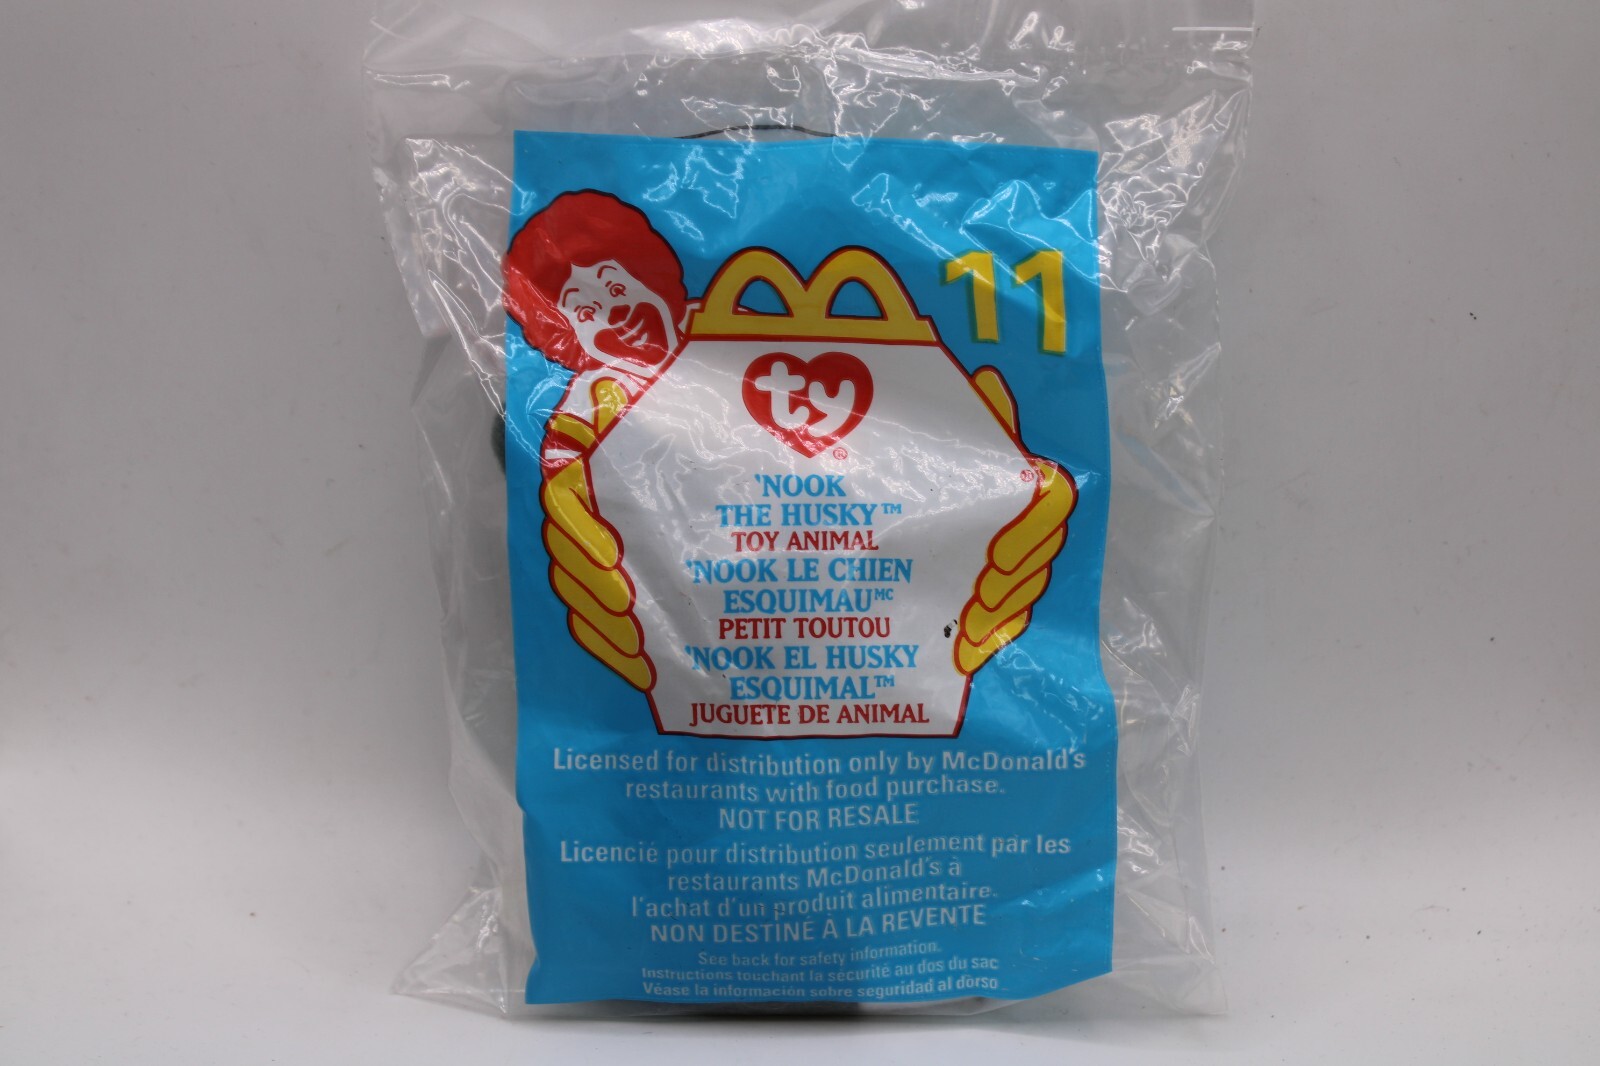 11
ty®
'NOOK
THE HUSKY™
TOY ANIMAL
'NOOK LE CHIEN
ESQUIMAU MC
PETIT TOUTOU
'NOOK EL HUSKY
ESQUIMAL™
JUGUETE DE ANIMAL
®
Licensed for distribution only by McDonald's
restaurants with food purchase.
NOT FOR RESALE
Licencié pour distribution seulement par les
restaurants McDonald's à
l'achat d'un produit alimentaire.
NON DESTINÉ À LA REVENTE
See back for safety information.
Instructions touchant la sécurité au dos du sac
Véase la información sobre seguridad al dorso